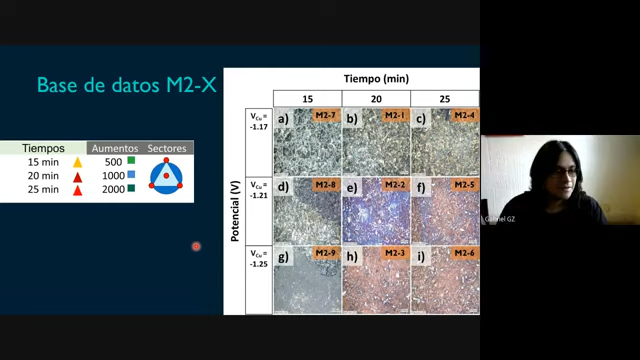 Base de datos M2-X
Tiempos Aumentos Sectores
15 min 500
20 min 1000
25 min 2000
Tiempo (min)
15 20 25
Potencial (V)
V_Cu = -1.17
a) M2-7 b) M2-1 c) M2-4
V_Cu = -1.21
d) M2-8 e) M2-2 f) M2-5
V_Cu = -1.25
g) M2-9 h) M2-3 i) M2-6
Gabriel GZ